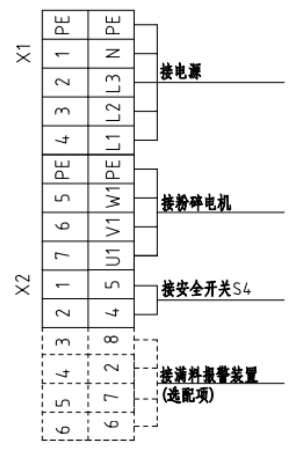 X1
PE PE
1 N
2 L3 接电源
3 L2
4 L1
PE PE
5 W1 接粉碎电机
6 V1
7 U1
X2
1 5 接安全开关S4
2 4
3 8
4 2 接满料报警装置
5 7 (选配项)
6 6